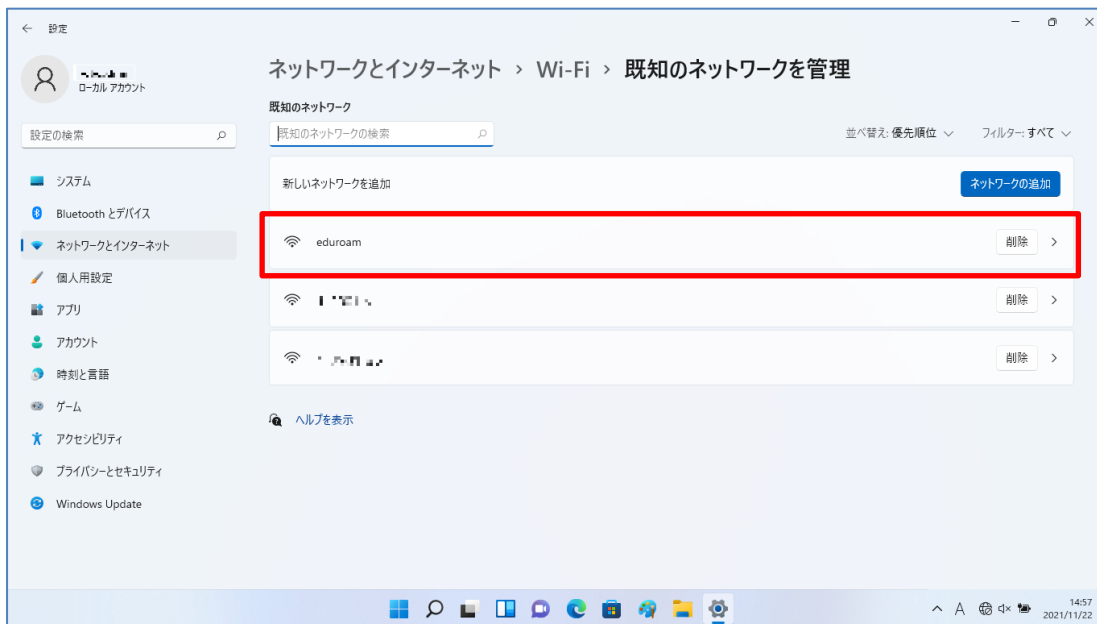 設定
ローカル アカウント
設定の検索
システム
Bluetooth とデバイス
ネットワークとインターネット
個人用設定
アプリ
アカウント
時刻と言語
ゲーム
アクセシビリティ
プライバシーとセキュリティ
Windows Update
ネットワークとインターネット › Wi-Fi › 既知のネットワークを管理
既知のネットワーク
既知のネットワークの検索
並べ替え: 優先順位
フィルター: すべて
新しいネットワークを追加
ネットワークの追加
eduroam
削除
削除
削除
ヘルプを表示
A
14:57
2021/11/22